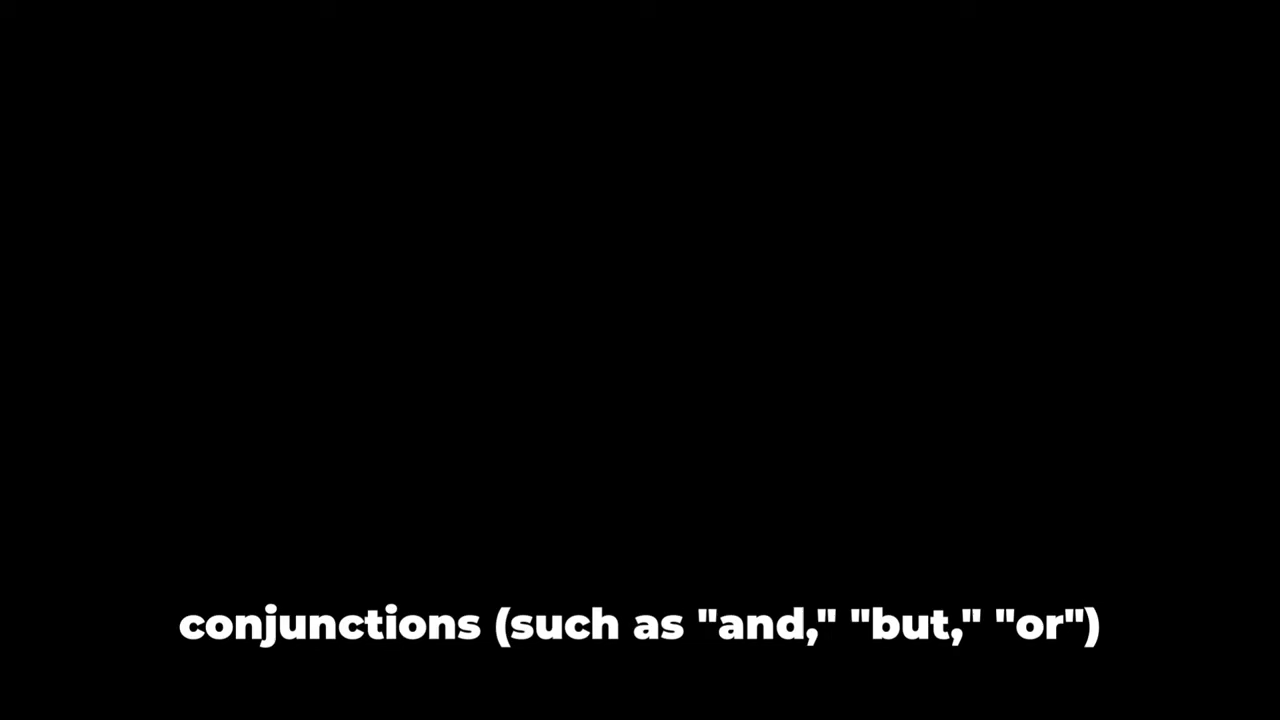 conjunctions (such as "and," "but," "or")